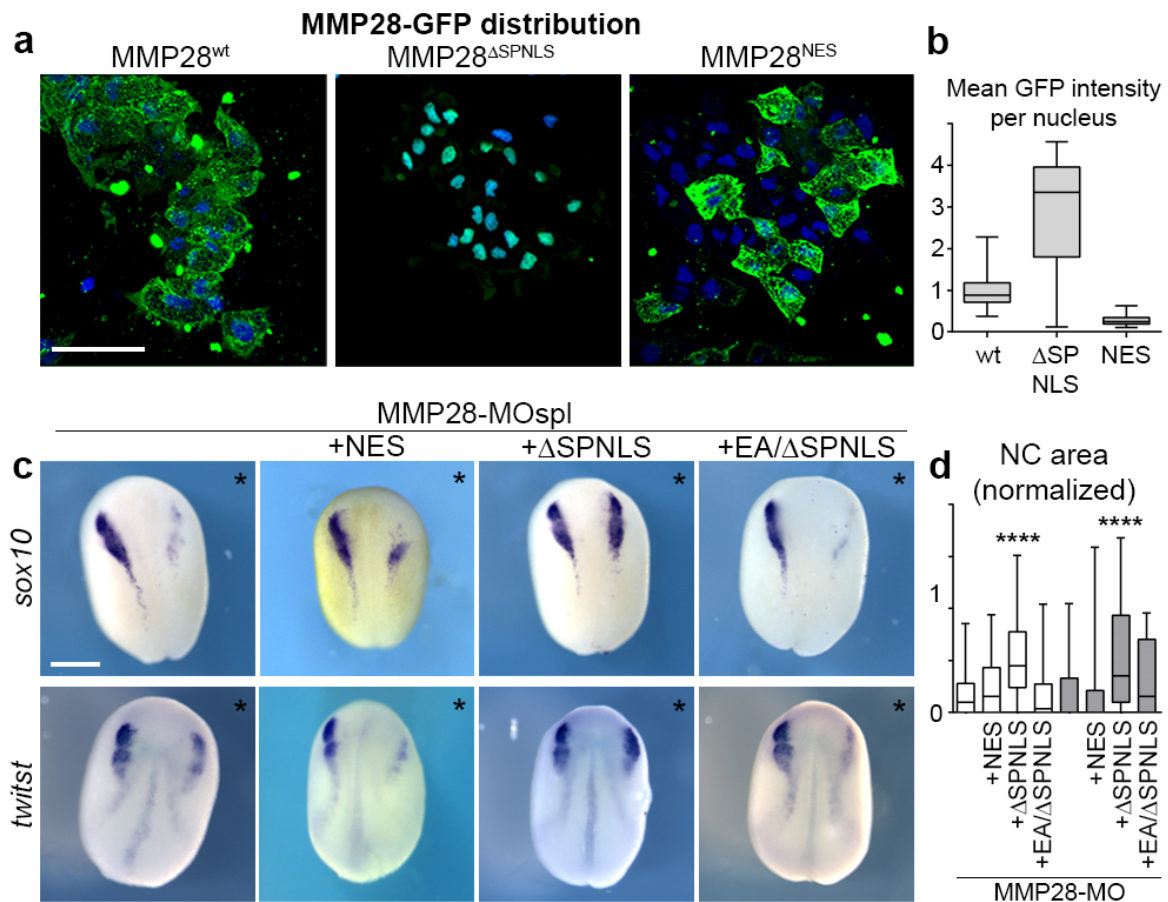 MMP28-GFP distribution
a
MMP28wt
MMP28ΔSPNLS
MMP28NES
b
Mean GFP intensity
per nucleus
4
3
2
1
0
wt
ΔSP
NLS
NES
MMP28-MOspl
+NES
+ΔSPNLS
+EA/ΔSPNLS
c
sox10
*
*
*
*
twitst
*
*
*
*
d
NC area
(normalized)
****
****
1
0
+NES
+ΔSPNLS
+EA/ΔSPNLS
+NES
+ΔSPNLS
+EA/ΔSPNLS
MMP28-MO